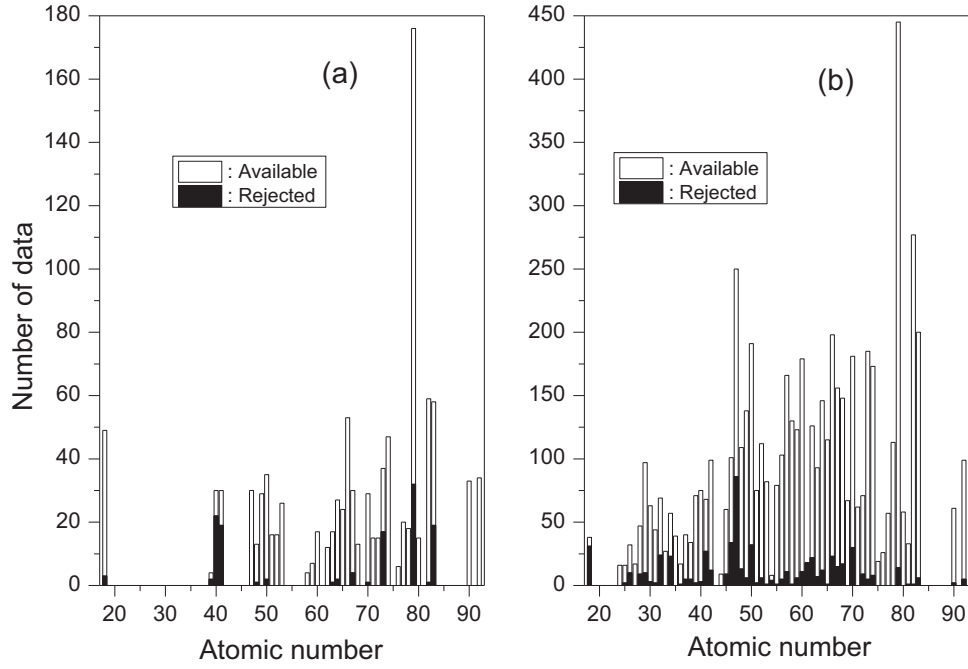 180
160
140
120
100
80
60
40
20
0
Number of data
(a)
: Available
: Rejected
20 30 40 50 60 70 80 90
Atomic number
450
400
350
300
250
200
150
100
50
0
(b)
: Available
: Rejected
20 30 40 50 60 70 80 90
Atomic number